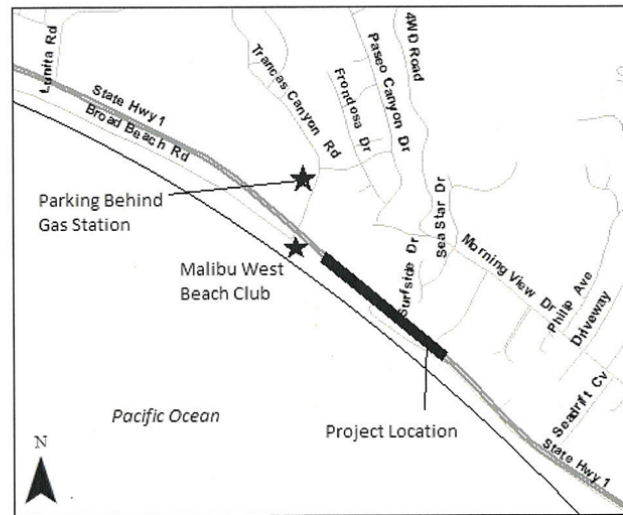 Lunita Rd
State Hwy 1
Broad Beach Rd
Trancas Canyon Rd
Frondosa Dr
Paseo Canyon Dr
4WD Road
Parking Behind
Gas Station
Malibu West
Beach Club
Surfside Dr
Sea Star Dr
Morning View Dr
Philip Ave
Driveway
Seadrift Cv
State Hwy 1
Pacific Ocean
Project Location
N